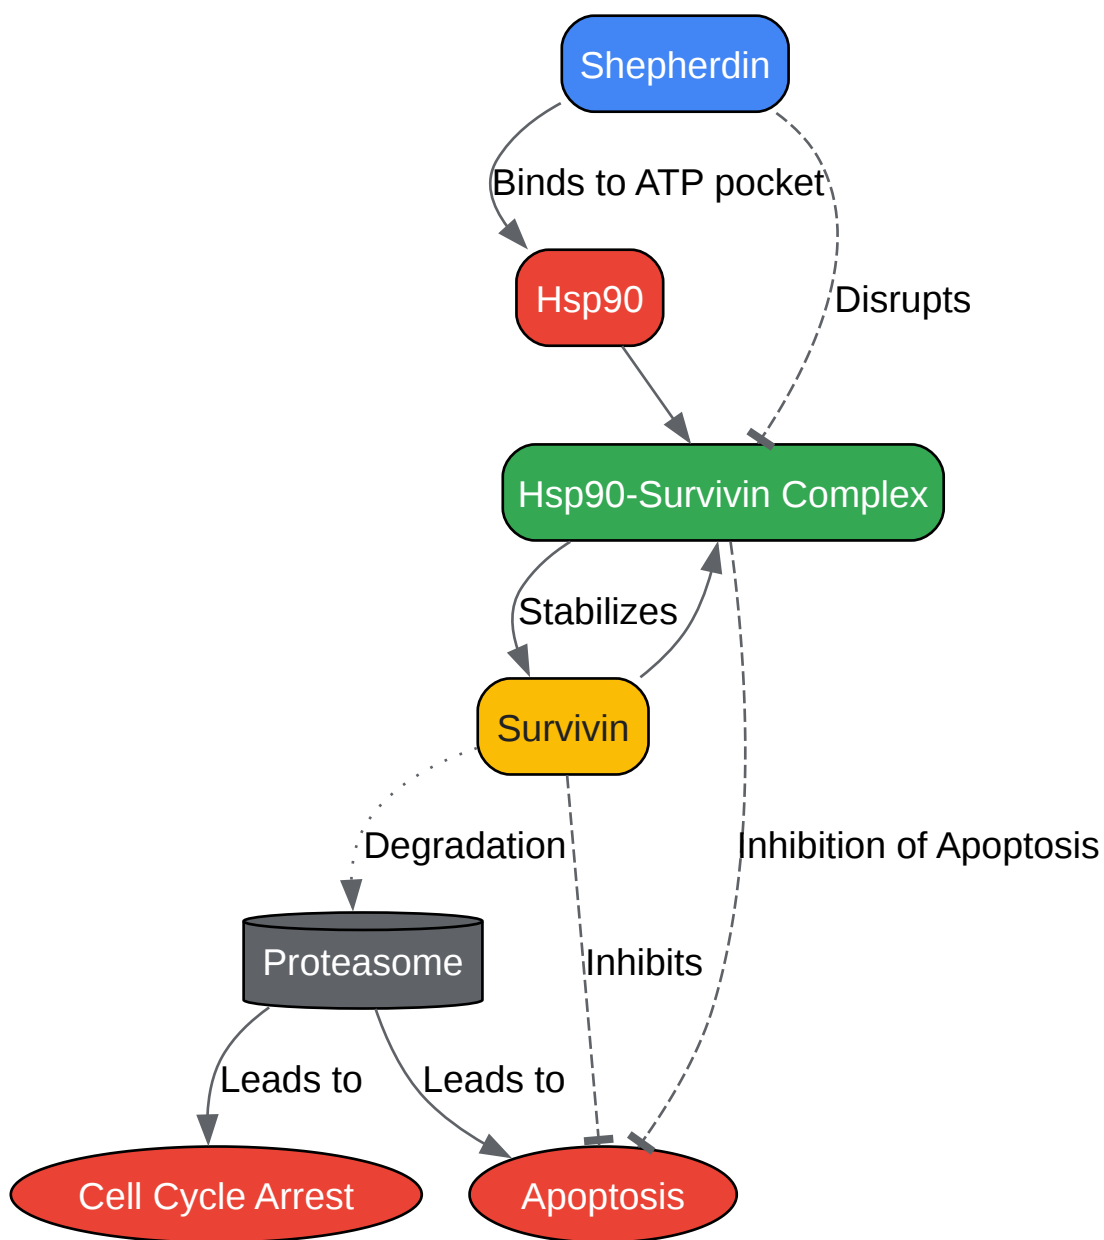 Shepherdin
Binds to ATP pocket
Hsp90
Disrupts
Hsp90-Survivin Complex
Stabilizes
Survivin
Degradation
Inhibition of Apoptosis
Proteasome
Inhibits
Leads to
Leads to
Cell Cycle Arrest
Apoptosis